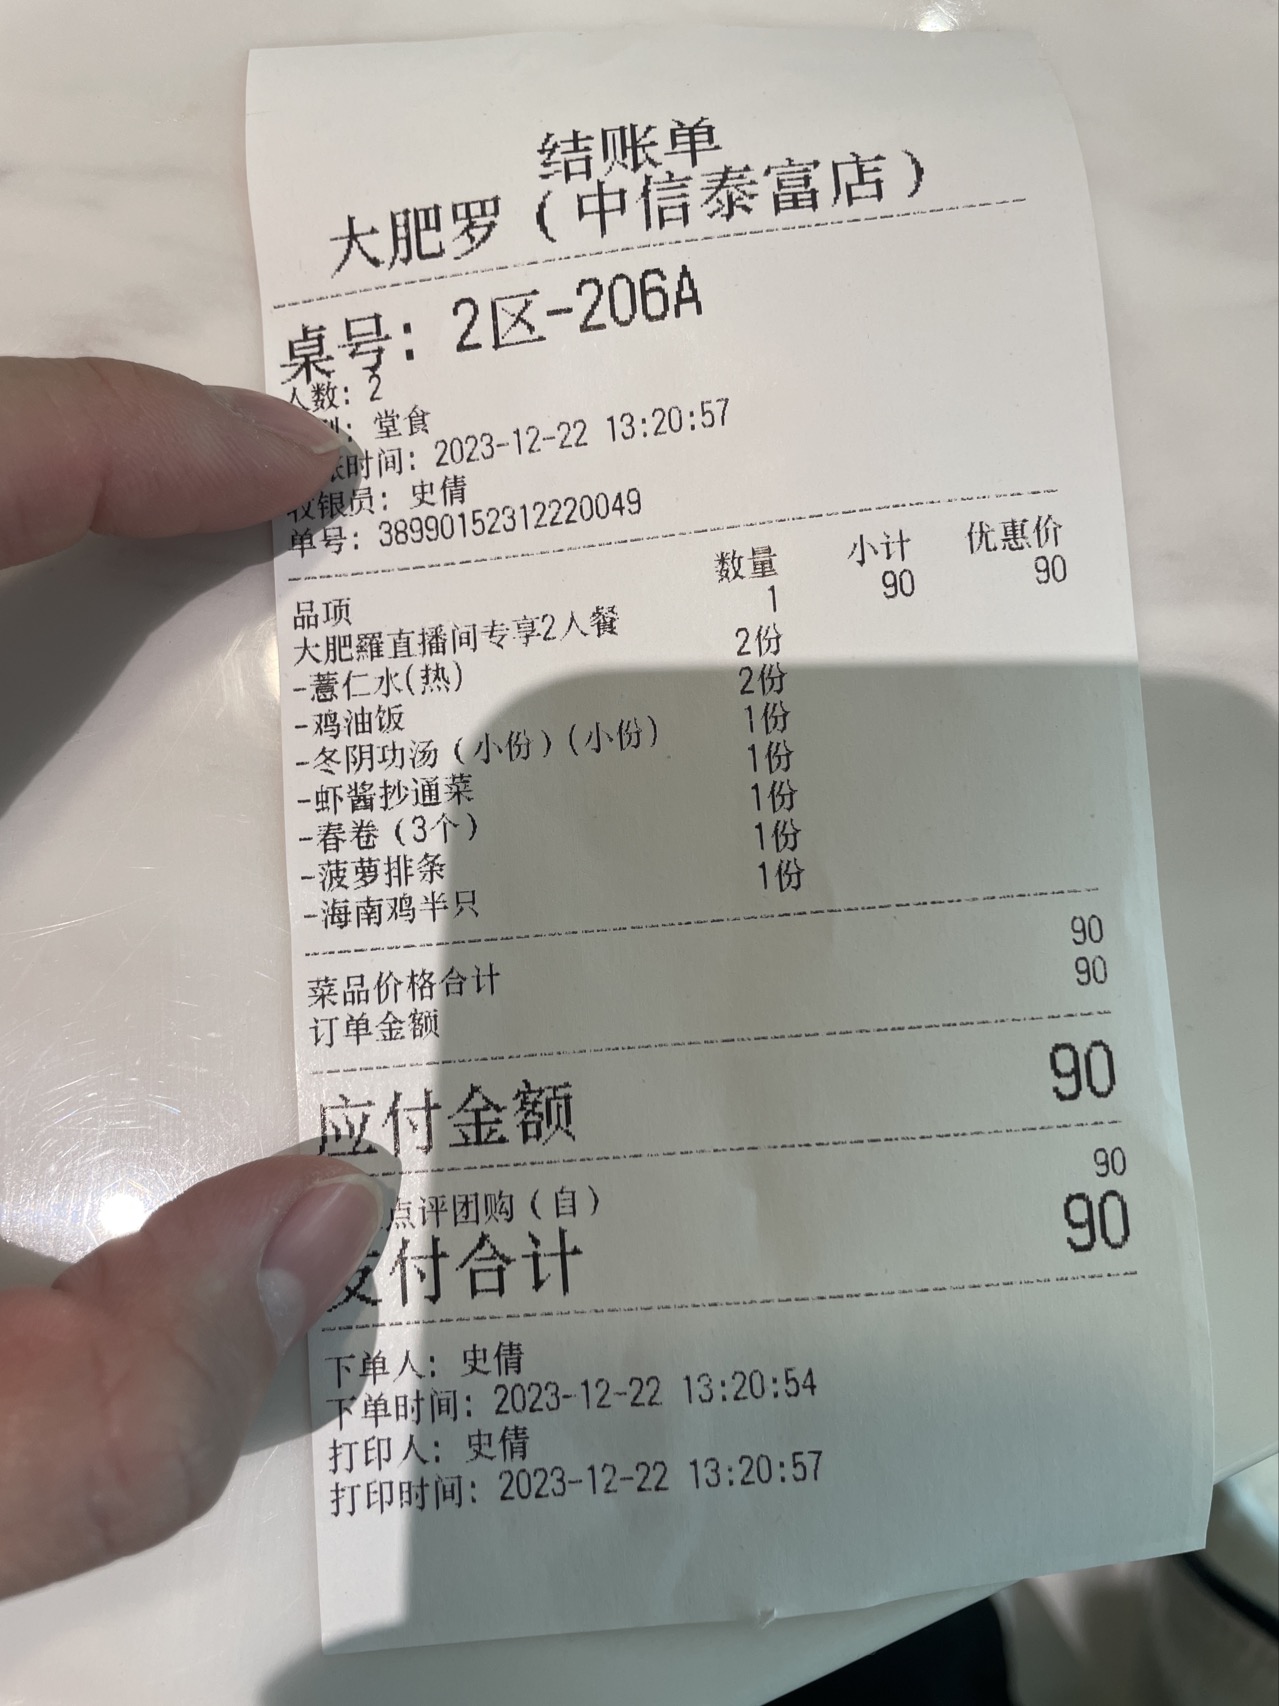 结账单
大肥罗（中信泰富店）
桌号：2区-206A
人数：2
堂食
账时间：2023-12-22 13:20:57
收银员：史倩
单号：38990152312220049
品项 数量 小计 优惠价
大肥羅直播间专享2人餐 1 90 90
-薏仁水(热) 2份
-鸡油饭 2份
-冬阴功汤（小份）(小份) 1份
-虾酱抄通菜 1份
-春卷（3个） 1份
-菠萝排条 1份
-海南鸡半只 1份
菜品价格合计 90
订单金额 90
应付金额 90
点评团购（自） 90
支付合计 90
下单人：史倩
下单时间：2023-12-22 13:20:54
打印人：史倩
打印时间：2023-12-22 13:20:57